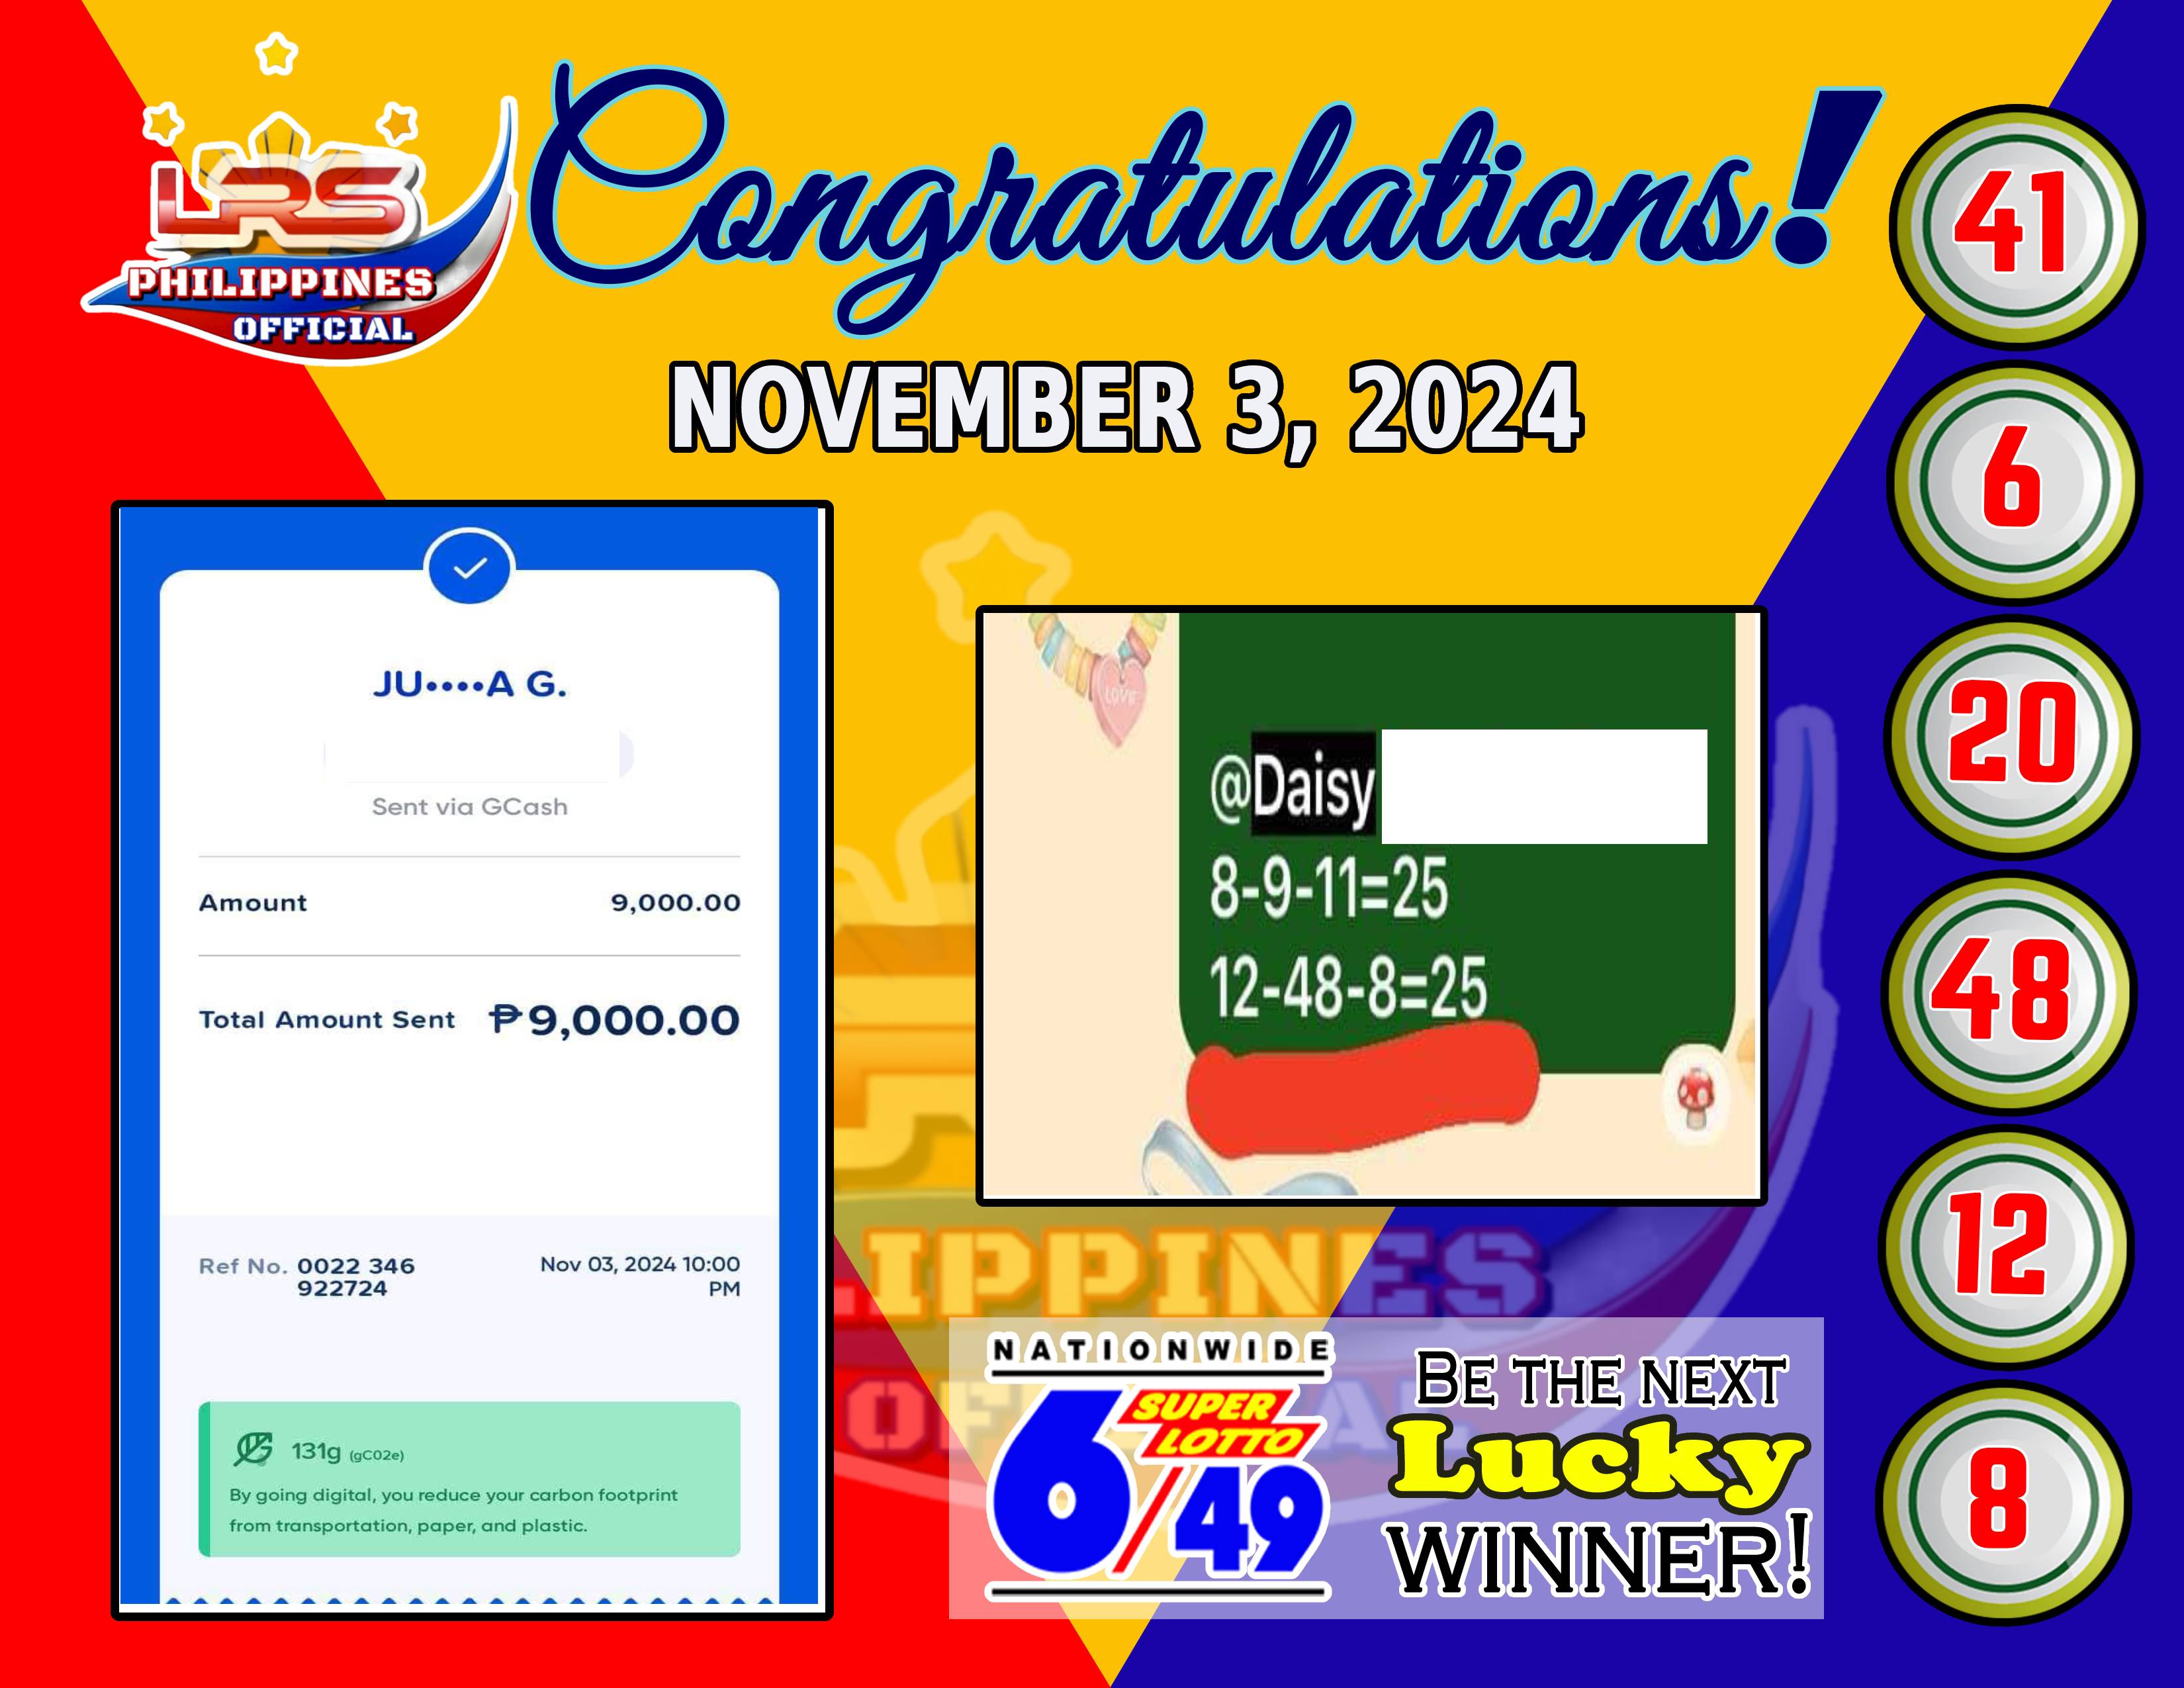 LRS
PHILIPPINES
OFFICIAL
Congratulations!
NOVEMBER 3, 2024
JU••••A G.
Sent via GCash
Amount 9,000.00
Total Amount Sent ₱9,000.00
Ref No. 0022 346 922724
Nov 03, 2024 10:00 PM
131g (gC02e)
By going digital, you reduce your carbon footprint
from transportation, paper, and plastic.
LOVE
@Daisy
8-9-11=25
12-48-8=25
NATIONWIDE
SUPER
LOTTO
6/49
BE THE NEXT
Lucky
WINNER!
41
6
20
48
12
8